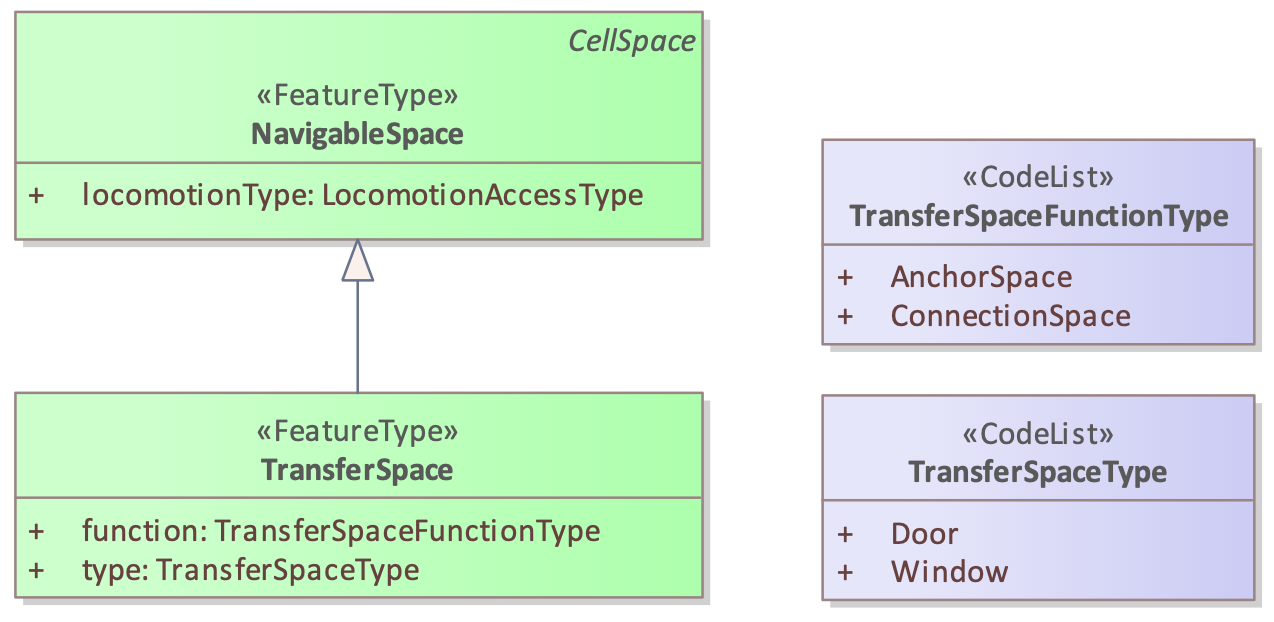 CellSpace
«FeatureType»
NavigableSpace
+ locomotionType: LocomotionAccessType
«FeatureType»
TransferSpace
+ function: TransferSpaceFunctionType
+ type: TransferSpaceType
«CodeList»
TransferSpaceFunctionType
+ AnchorSpace
+ ConnectionSpace
«CodeList»
TransferSpaceType
+ Door
+ Window